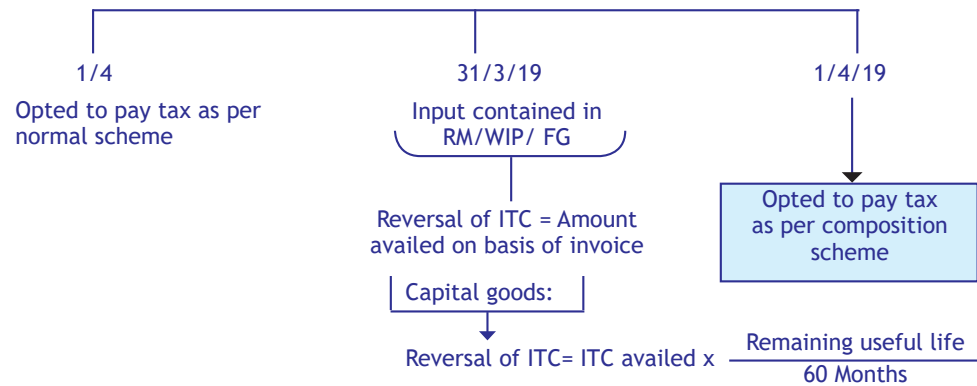 1/4
Opted to pay tax as per
normal scheme
31/3/19
Input contained in
RM/WIP/ FG
Reversal of ITC = Amount
availed on basis of invoice
Capital goods:
Reversal of ITC= ITC availed x
Remaining useful life
60 Months
1/4/19
Opted to pay tax
as per composition
scheme